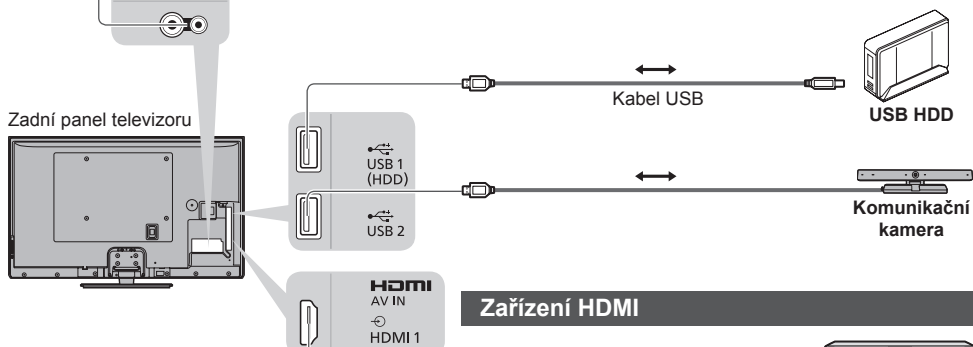 Kabel USB
USB HDD
Zadní panel televizoru
USB 1
(HDD)
USB 2
Komunikační
kamera
HDMI
AV IN
HDMI 1
Zařízení HDMI